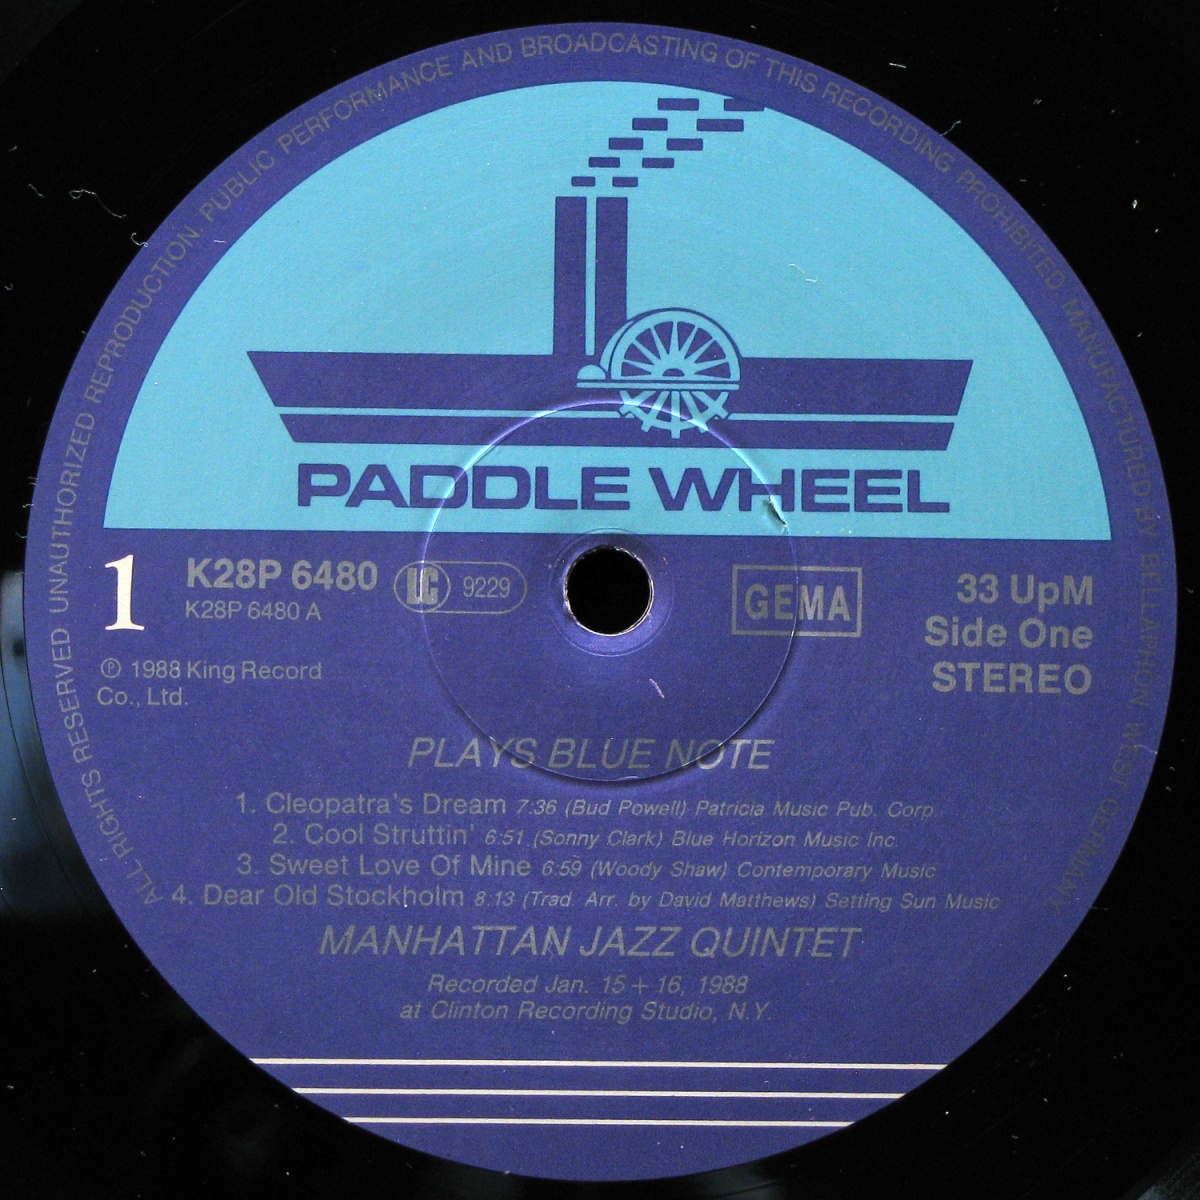 ALL RIGHTS RESERVED UNAUTHORIZED REPRODUCTION PUBLIC PERFORMANCE AND BROADCASTING OF THIS RECORDING PROHIBITED. MANUFACTURED BY BELLAPHON, WEST GERMANY
PADDLE WHEEL
1
K28P 6480
K28P 6480 A
LC 9229
GEMA
33 UpM
Side One
STEREO
℗ 1988 King Record
Co., Ltd.
PLAYS BLUE NOTE
1. Cleopatra's Dream 7:36 (Bud Powell) Patricia Music Pub. Corp.
2. Cool Struttin' 6:51 (Sonny Clark) Blue Horizon Music Inc.
3. Sweet Love Of Mine 6:59 (Woody Shaw) Contemporary Music
4. Dear Old Stockholm 8:13 (Trad. Arr. by David Matthews) Setting Sun Music
MANHATTAN JAZZ QUINTET
Recorded Jan. 15 + 16, 1988
at Clinton Recording Studio, N.Y.